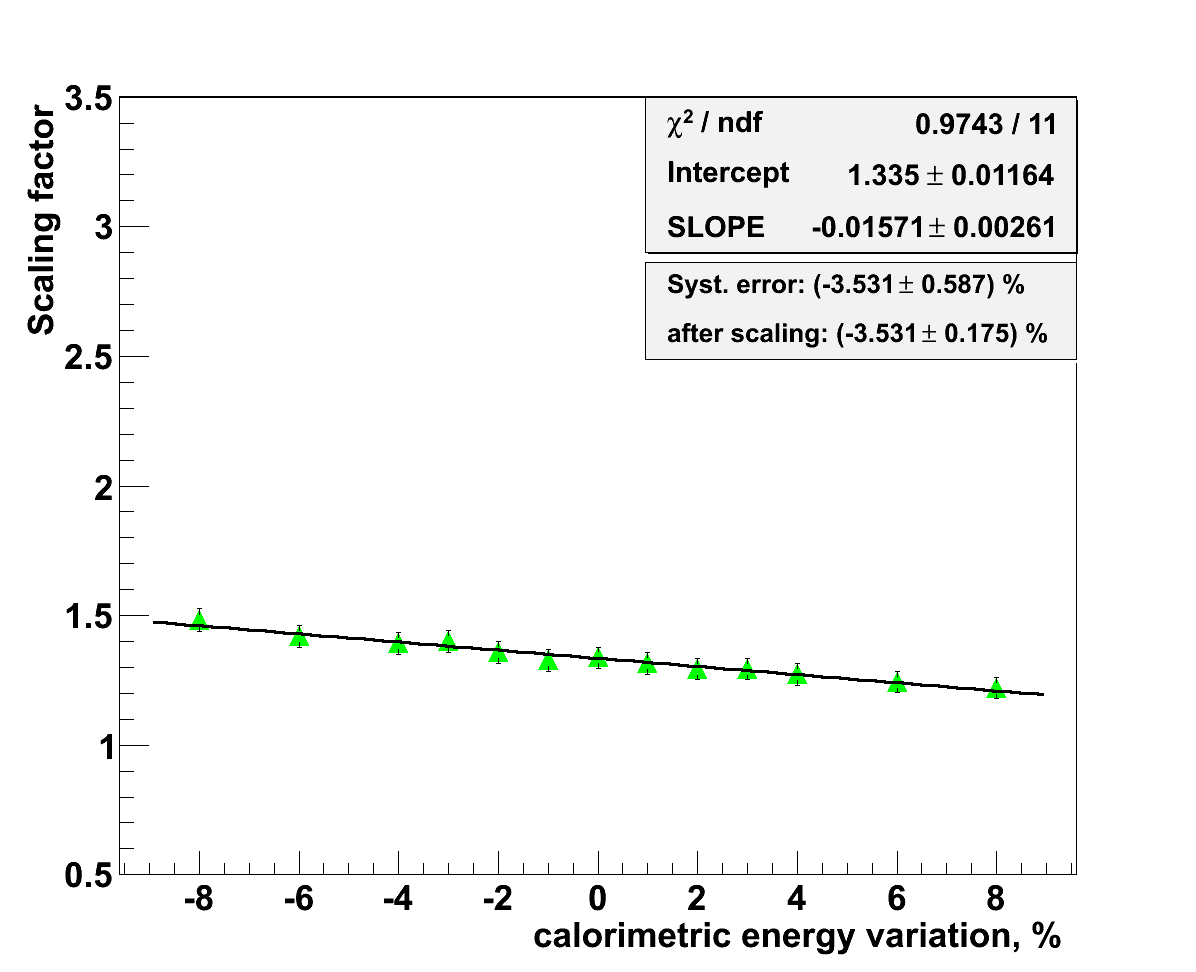 Scaling factor
3.5
3
2.5
2
1.5
1
0.5
χ² / ndf 0.9743 / 11
Intercept 1.335 ± 0.01164
SLOPE -0.01571 ± 0.00261
Syst. error: (-3.531 ± 0.587) %
after scaling: (-3.531 ± 0.175) %
-8 -6 -4 -2 0 2 4 6 8
calorimetric energy variation, %